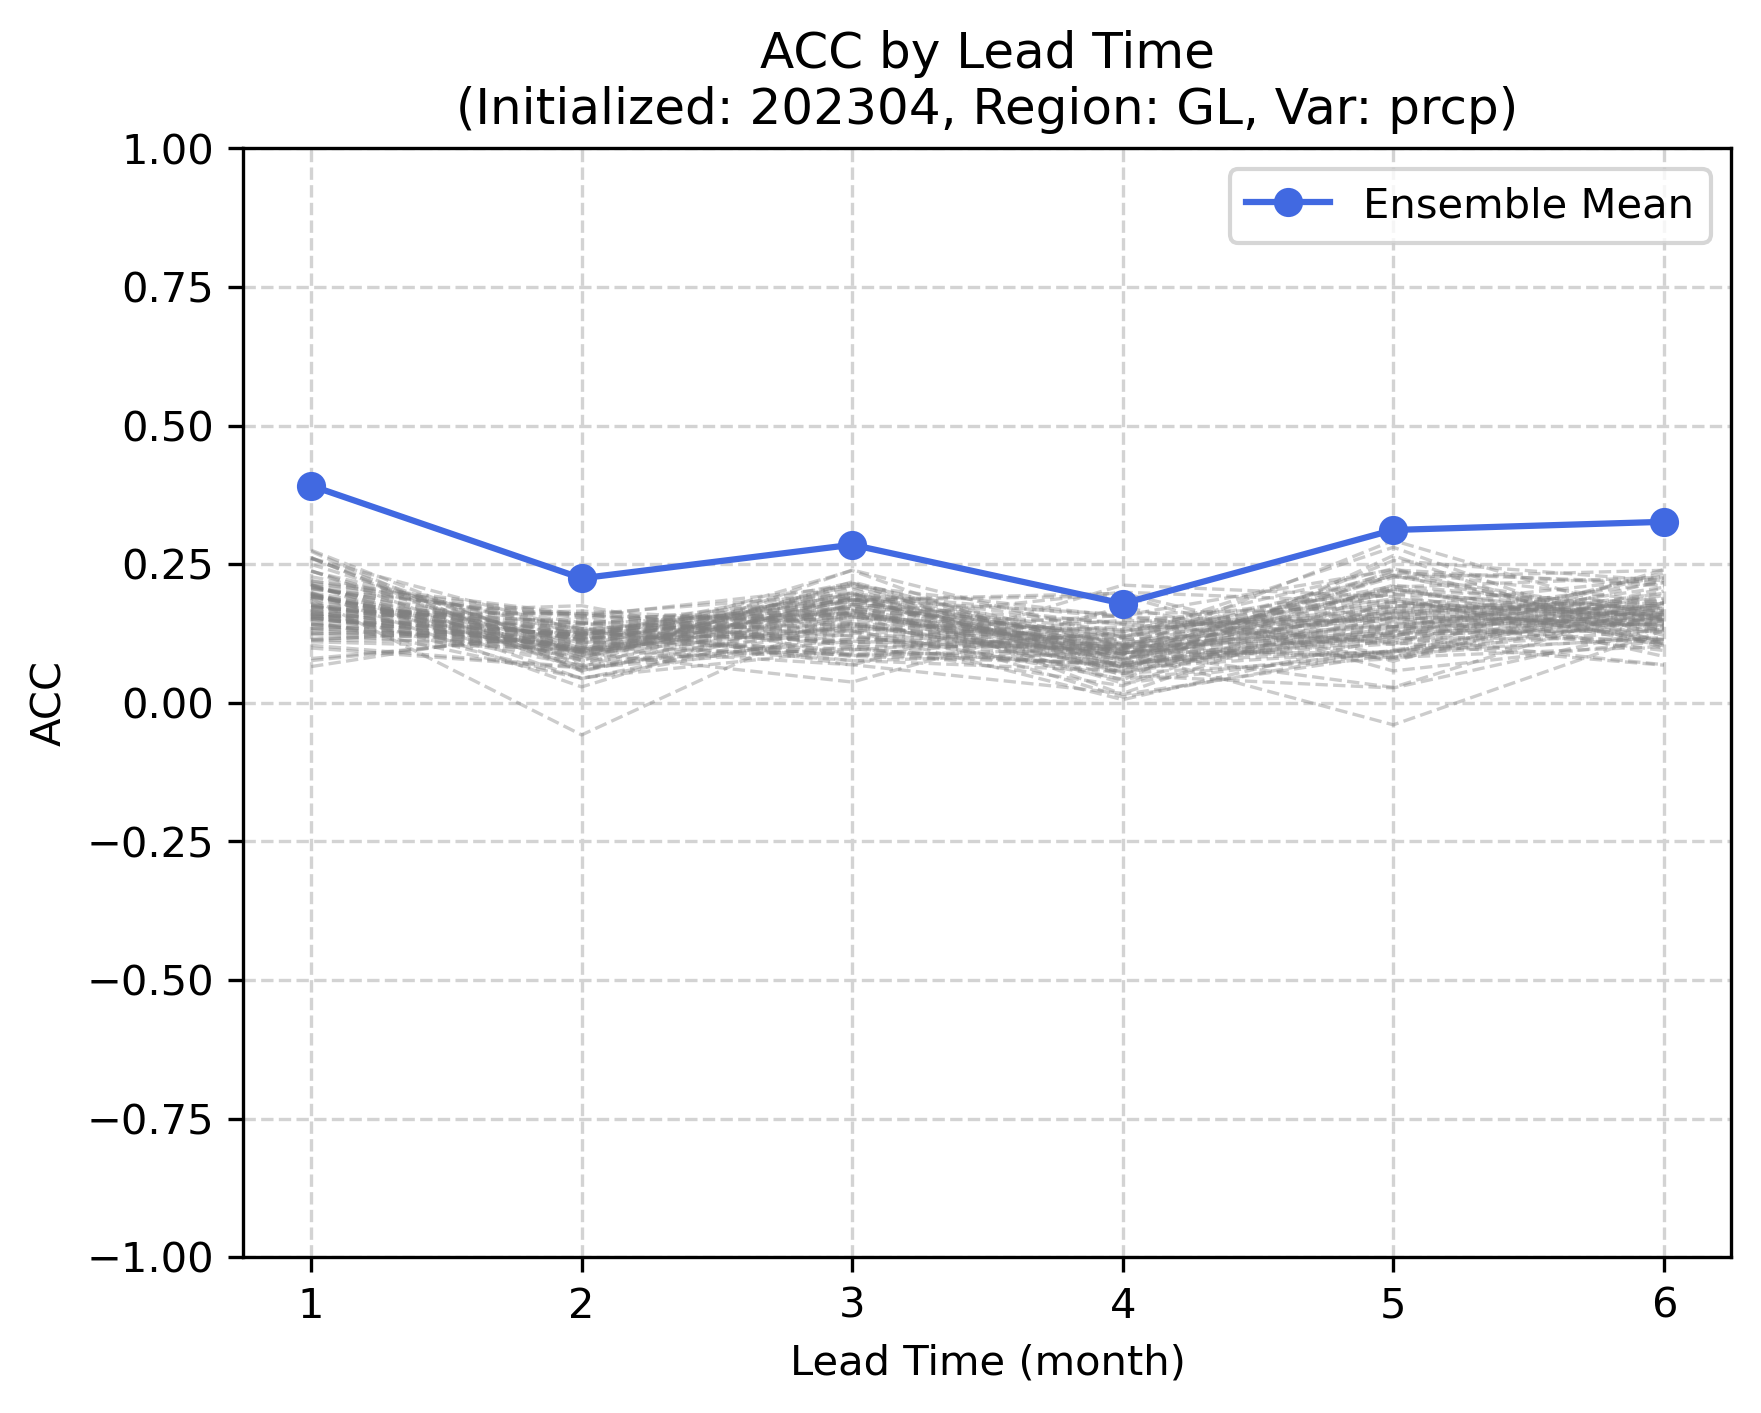 ACC by Lead Time
(Initialized: 202304, Region: GL, Var: prcp)
1.00
0.75
0.50
0.25
0.00
−0.25
−0.50
−0.75
−1.00
ACC
Ensemble Mean
1 2 3 4 5 6
Lead Time (month)